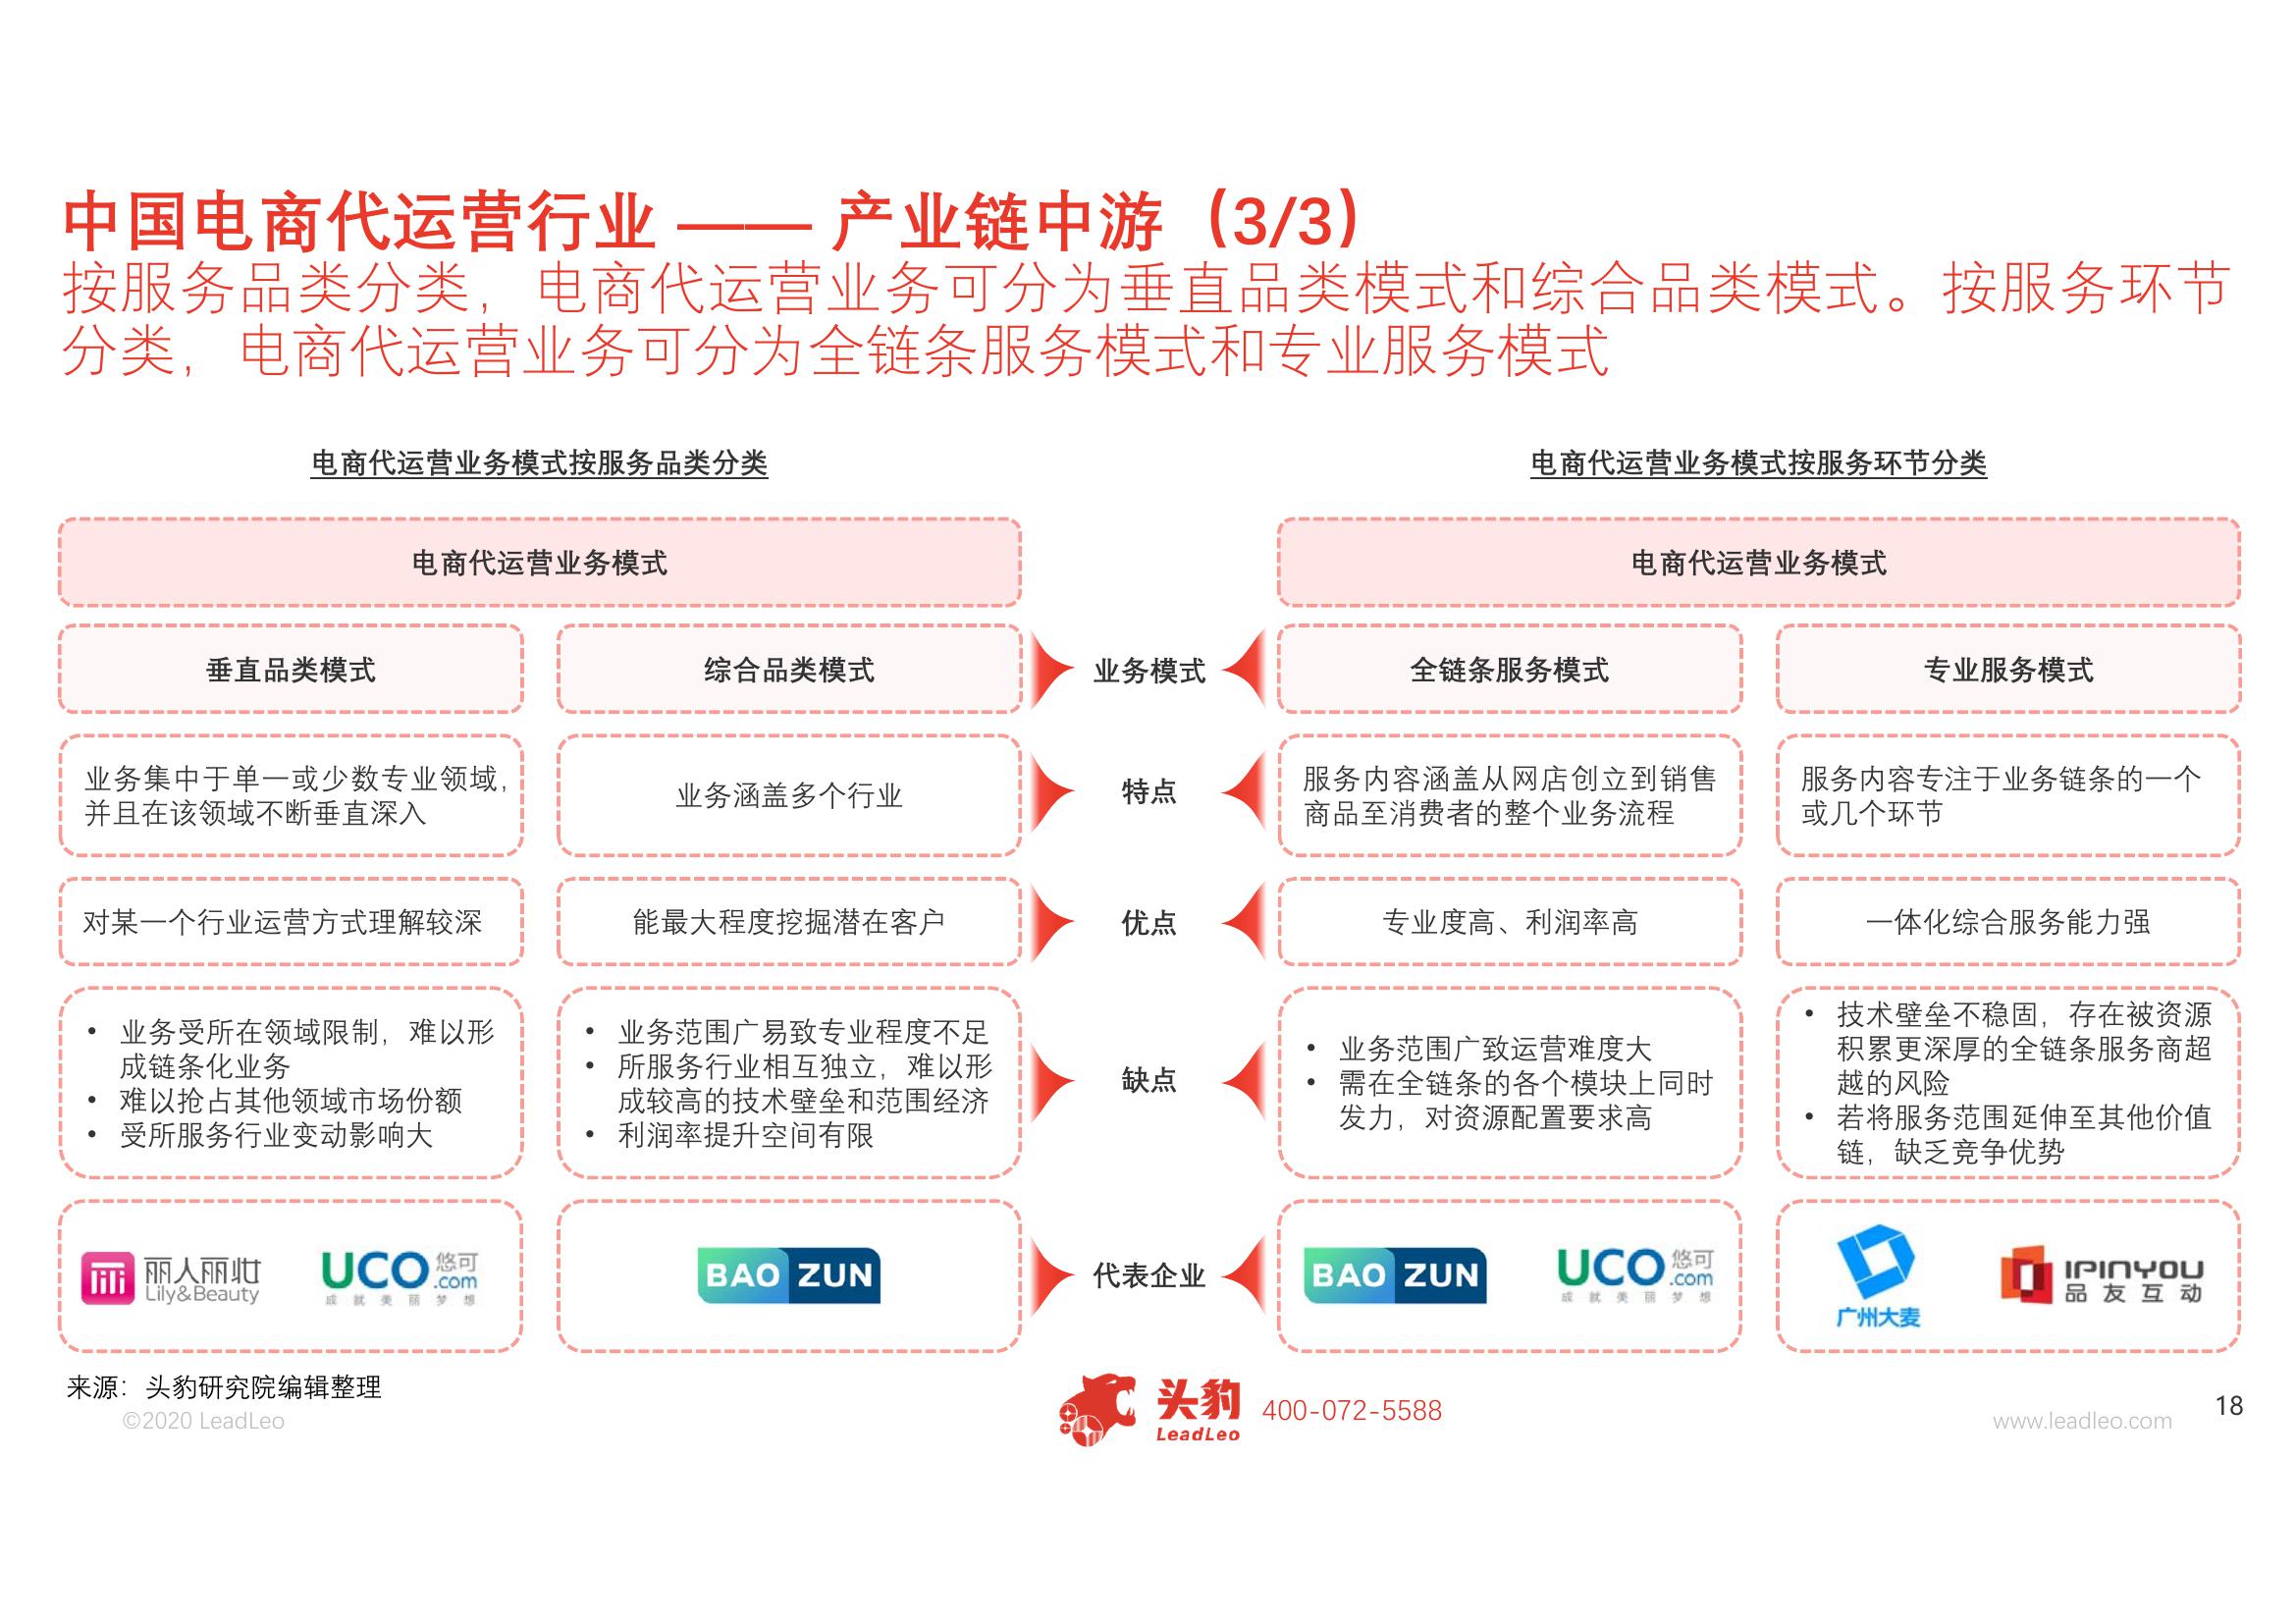 中国电商代运营行业 —— 产业链中游（3/3）
按服务品类分类，电商代运营业务可分为垂直品类模式和综合品类模式。按服务环节
分类，电商代运营业务可分为全链条服务模式和专业服务模式
电商代运营业务模式按服务品类分类
电商代运营业务模式按服务环节分类
电商代运营业务模式
电商代运营业务模式
垂直品类模式
综合品类模式
业务模式
全链条服务模式
专业服务模式
业务集中于单一或少数专业领域，
并且在该领域不断垂直深入
业务涵盖多个行业
特点
服务内容涵盖从网店创立到销售
商品至消费者的整个业务流程
服务内容专注于业务链条的一个
或几个环节
对某一个行业运营方式理解较深
能最大程度挖掘潜在客户
优点
专业度高、利润率高
一体化综合服务能力强
• 业务受所在领域限制，难以形
成链条化业务
• 难以抢占其他领域市场份额
• 受所服务行业变动影响大
• 业务范围广易致专业程度不足
• 所服务行业相互独立，难以形
成较高的技术壁垒和范围经济
• 利润率提升空间有限
缺点
• 业务范围广致运营难度大
• 需在全链条的各个模块上同时
发力，对资源配置要求高
• 技术壁垒不稳固，存在被资源
积累更深厚的全链条服务商超
越的风险
• 若将服务范围延伸至其他价值
链，缺乏竞争优势
丽人丽妆
Lily&Beauty
UCO.com 悠可
成就美丽梦想
BAO ZUN
代表企业
BAO ZUN
UCO.com 悠可
成就美丽梦想
广州大麦
IPINYOU
品友互动
来源：头豹研究院编辑整理
©2020 LeadLeo
头豹
LeadLeo
400-072-5588
www.leadleo.com
18